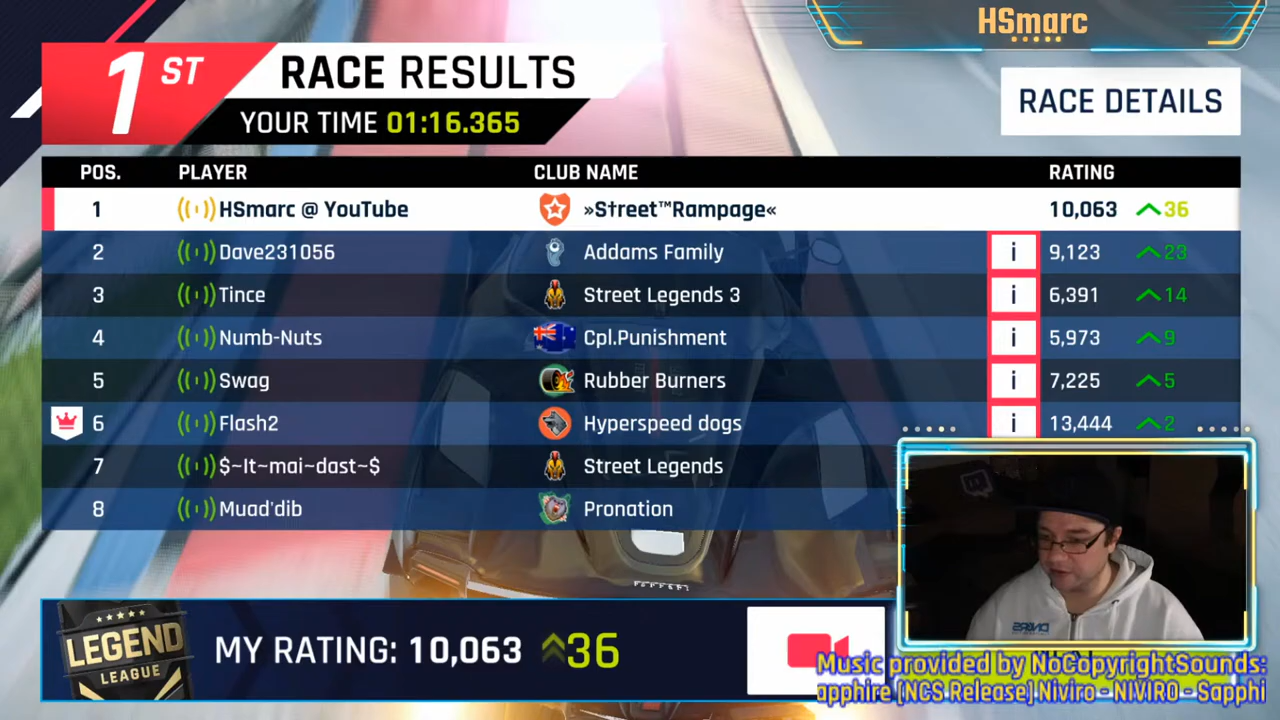 HSmarc
1ST
RACE RESULTS
YOUR TIME 01:16.365
RACE DETAILS
POS. PLAYER CLUB NAME RATING
1 HSmarc @ YouTube »S†reet™Rampage« 10,063 36
2 Dave231056 Addams Family i 9,123 23
3 Tince Street Legends 3 i 6,391 14
4 Numb-Nuts Cpl.Punishment i 5,973 9
5 Swag Rubber Burners i 7,225 5
6 Flash2 Hyperspeed dogs i 13,444 2
7 $~It~mai~dast~$ Street Legends
8 Muad'dib Pronation
Ferrari
LEGEND
LEAGUE
MY RATING: 10,063 36
Music provided by NoCopyrightSounds:
apphire [NCS Release] Niviro - NIVIRO - Sapphi